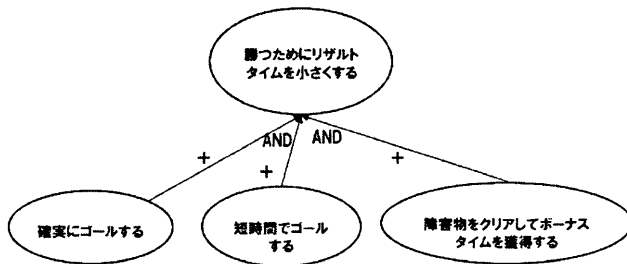 勝つためにリザルト
タイムを小さくする
AND
AND
+
+
+
確実にゴールする
短時間でゴール
する
障害物をクリアしてボーナス
タイムを獲得する